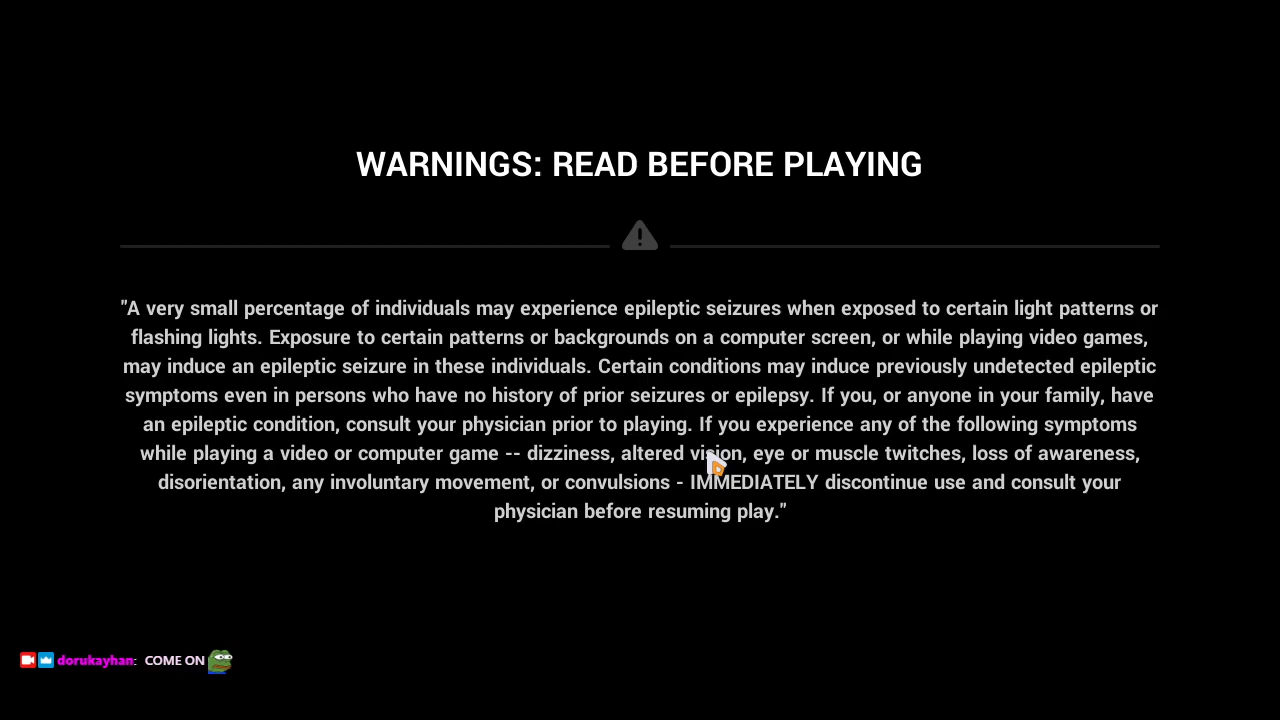 WARNINGS: READ BEFORE PLAYING
"A very small percentage of individuals may experience epileptic seizures when exposed to certain light patterns or
flashing lights. Exposure to certain patterns or backgrounds on a computer screen, or while playing video games,
may induce an epileptic seizure in these individuals. Certain conditions may induce previously undetected epileptic
symptoms even in persons who have no history of prior seizures or epilepsy. If you, or anyone in your family, have
an epileptic condition, consult your physician prior to playing. If you experience any of the following symptoms
while playing a video or computer game -- dizziness, altered vision, eye or muscle twitches, loss of awareness,
disorientation, any involuntary movement, or convulsions - IMMEDIATELY discontinue use and consult your
physician before resuming play."
dorukayhan: COME ON